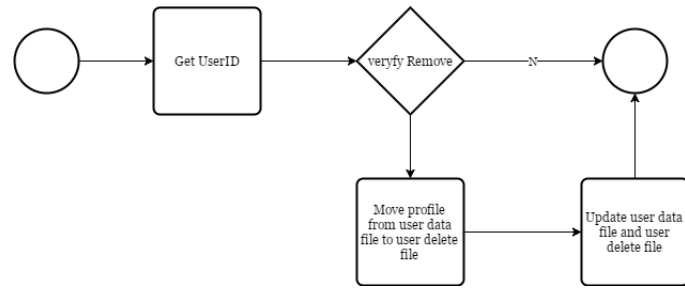 Get UserID
veryfy Remove
N
Move profile
from user data
file to user delete
file
Update user data
file and user
delete file